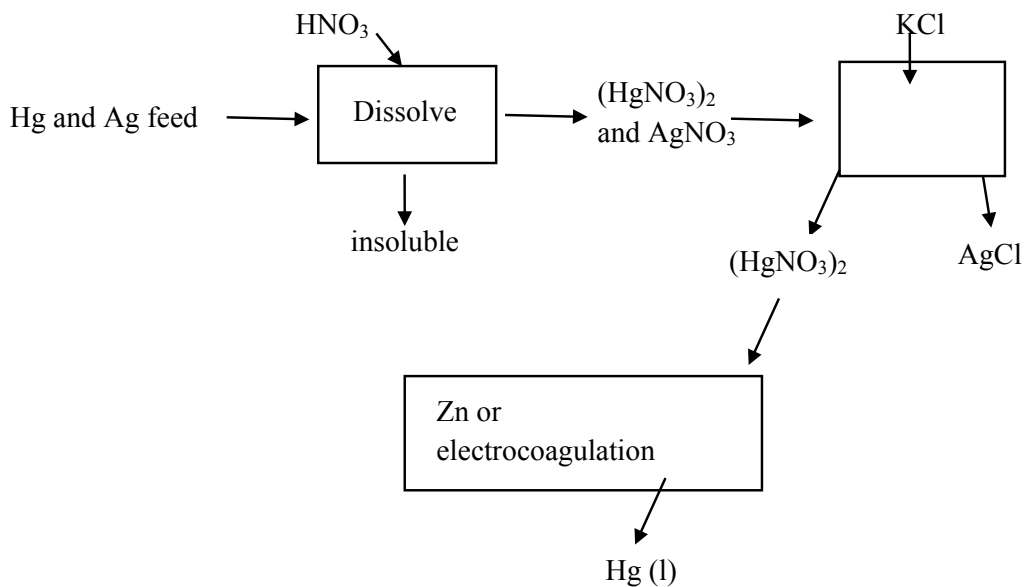 HNO₃
KCl
Hg and Ag feed
Dissolve
(HgNO₃)₂
and AgNO₃
insoluble
(HgNO₃)₂
AgCl
Zn or
electrocoagulation
Hg (l)